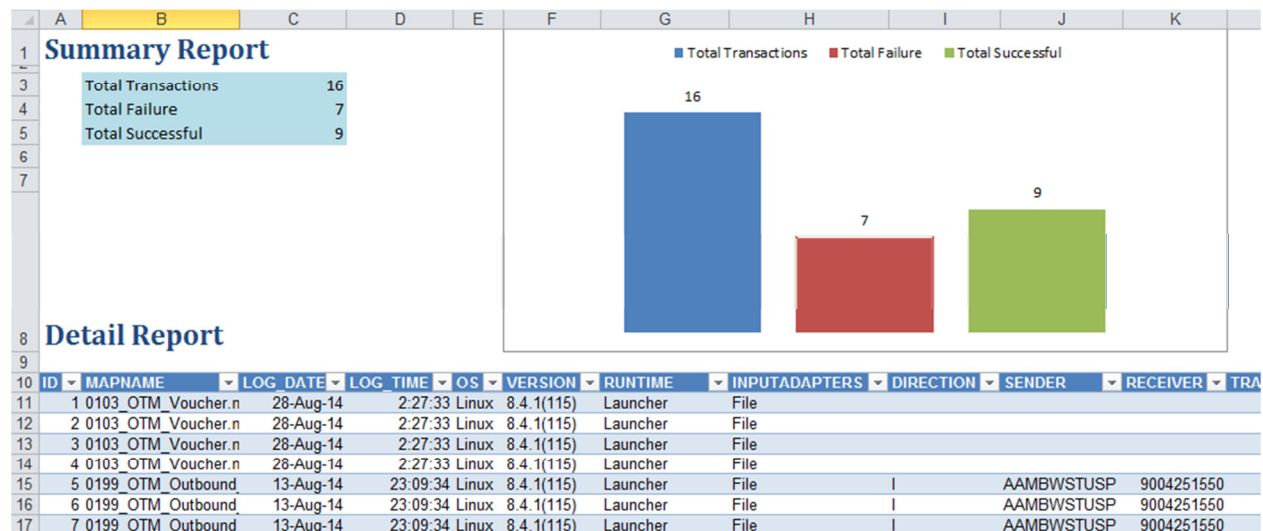 A B C D E F G H I J K
1 Summary Report
Total Transactions Total Failure Total Successful
3 Total Transactions 16
4 Total Failure 7
5 Total Successful 9
6
7
16
7
9
8 Detail Report
9
10 ID MAPNAME LOG_DATE LOG_TIME OS VERSION RUNTIME INPUTADAPTERS DIRECTION SENDER RECEIVER TRA
11 1 0103_OTM_Voucher.n 28-Aug-14 2:27:33 Linux 8.4.1(115) Launcher File
12 2 0103_OTM_Voucher.n 28-Aug-14 2:27:33 Linux 8.4.1(115) Launcher File
13 3 0103_OTM_Voucher.n 28-Aug-14 2:27:33 Linux 8.4.1(115) Launcher File
14 4 0103_OTM_Voucher.n 28-Aug-14 2:27:33 Linux 8.4.1(115) Launcher File
15 5 0199_OTM_Outbound_ 13-Aug-14 23:09:34 Linux 8.4.1(115) Launcher File I AAMBWSTUSP 9004251550
16 6 0199_OTM_Outbound_ 13-Aug-14 23:09:34 Linux 8.4.1(115) Launcher File I AAMBWSTUSP 9004251550
17 7 0199_OTM_Outbound 13-Aug-14 23:09:34 Linux 8.4.1(115) Launcher File I AAMBWSTUSP 9004251550